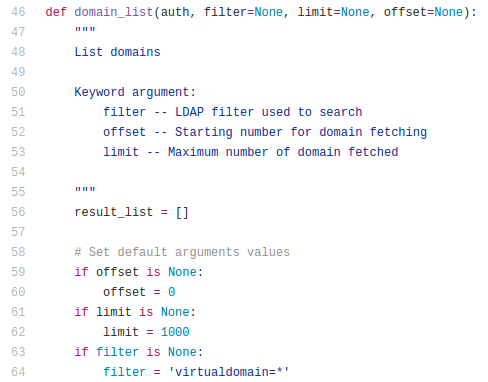 46 def domain_list(auth, filter=None, limit=None, offset=None):
47     """
48     List domains
49
50     Keyword argument:
51         filter -- LDAP filter used to search
52         offset -- Starting number for domain fetching
53         limit -- Maximum number of domain fetched
54
55     """
56     result_list = []
57
58     # Set default arguments values
59     if offset is None:
60         offset = 0
61     if limit is None:
62         limit = 1000
63     if filter is None:
64         filter = 'virtualdomain=*'